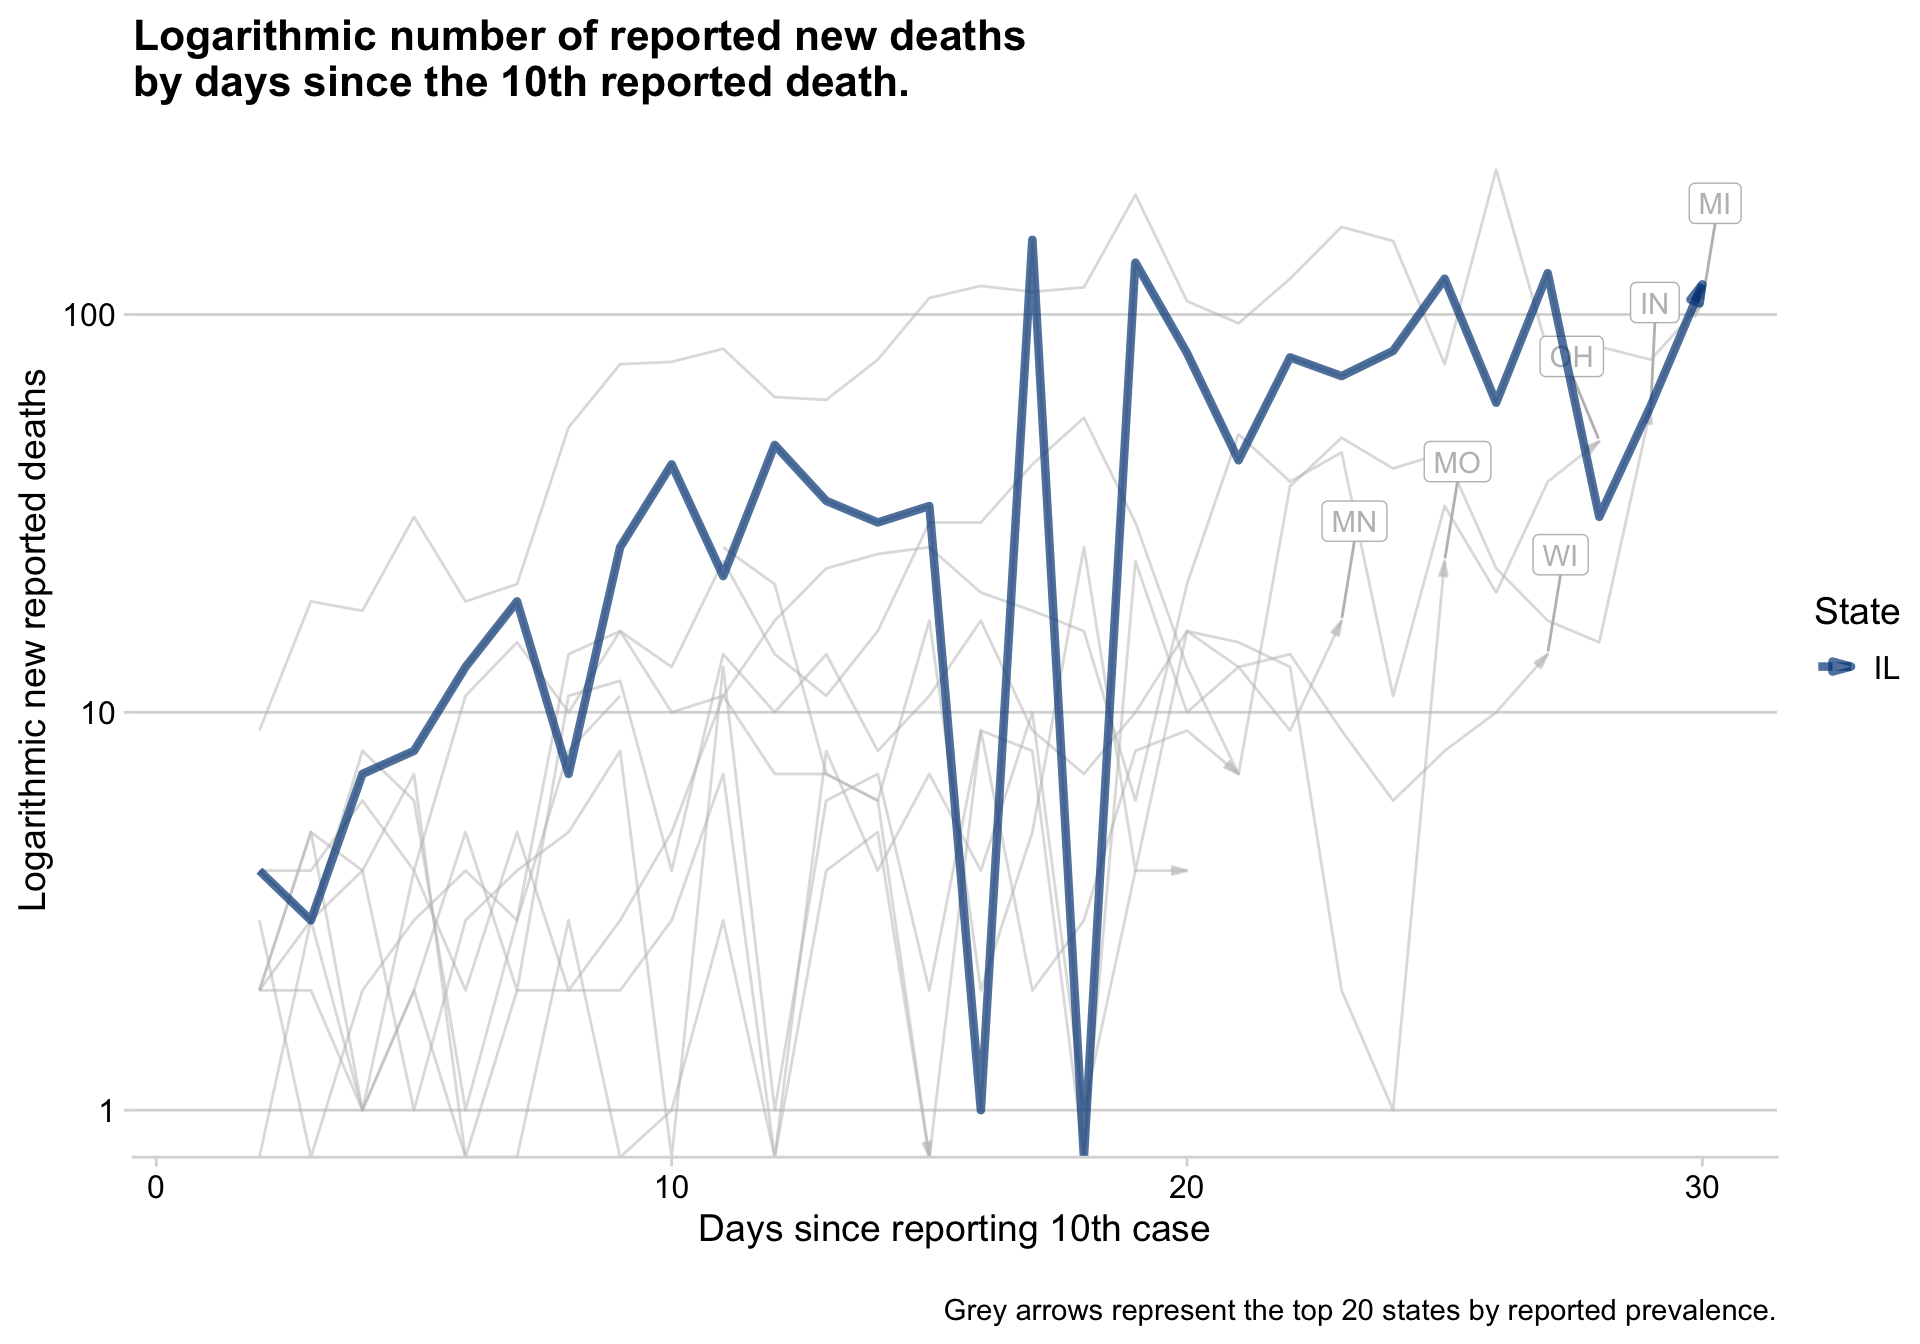 Logarithmic number of reported new deaths
by days since the 10th reported death.
Logarithmic new reported deaths
100
10
1
MI
IN
OH
MO
MN
WI
State
IL
0
10
20
30
Days since reporting 10th case
Grey arrows represent the top 20 states by reported prevalence.